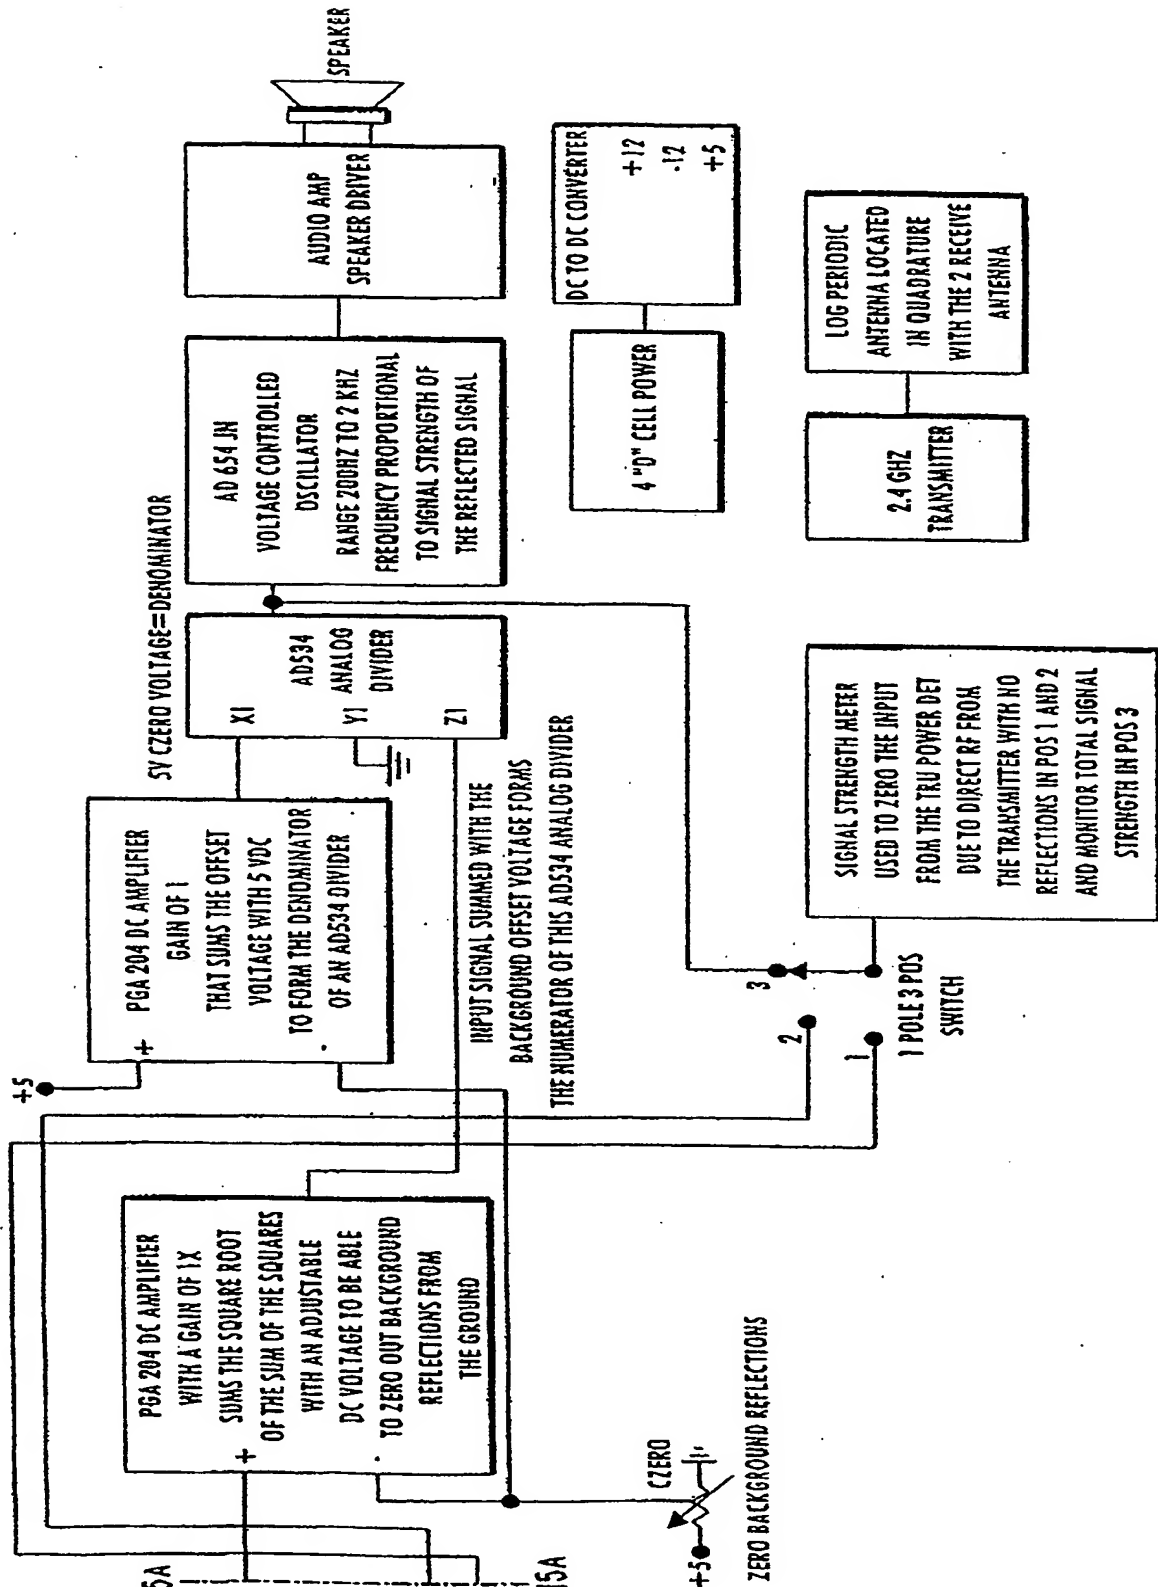 5A
15A
+
-
PGA 204 DC AMPLIFIER
WITH A GAIN OF 1X
SUMS THE SQUARE ROOT
OF THE SUM OF THE SQUARES
WITH AN ADJUSTABLE
DC VOLTAGE TO BE ABLE
TO ZERO OUT BACKGROUND
REFLECTIONS FROM
THE GROUND
CZERO
+5
ZERO BACKGROUND REFLECTIONS
+5
+
-
PGA 204 DC AMPLIFIER
GAIN OF 1
THAT SUMS THE OFFSET
VOLTAGE WITH 5 VDC
TO FORM THE DENOMINATOR
OF AN AD534 DIVIDER
INPUT SIGNAL SUMMED WITH THE
BACKGROUND OFFSET VOLTAGE FORMS
THE NUMERATOR OF THIS AD534 ANALOG DIVIDER
5V CZERO VOLTAGE=DENOMINATOR
X1
Y1
Z1
AD534
ANALOG
DIVIDER
AD 654 JN
VOLTAGE CONTROLLED
OSCILLATOR
RANGE 200HZ TO 2 KHZ
FREQUENCY PROPORTIONAL
TO SIGNAL STRENGTH OF
THE REFLECTED SIGNAL
AUDIO AMP
SPEAKER DRIVER
SPEAKER
4 "D" CELL POWER
DC TO DC CONVERTER
+12
-12
+5
1
2
3
1 POLE 3 POS
SWITCH
SIGNAL STRENGTH METER
USED TO ZERO THE INPUT
FROM THE TRU POWER DET
DUE TO DIRECT RF FROM
THE TRANSMITTER WITH NO
REFLECTIONS IN POS 1 AND 2
AND MONITOR TOTAL SIGNAL
STRENGTH IN POS 3
2.4 GHZ
TRANSMITTER
LOG PERIODIC
ANTENNA LOCATED
IN QUADRATURE
WITH THE 2 RECEIVE
ANTENNA